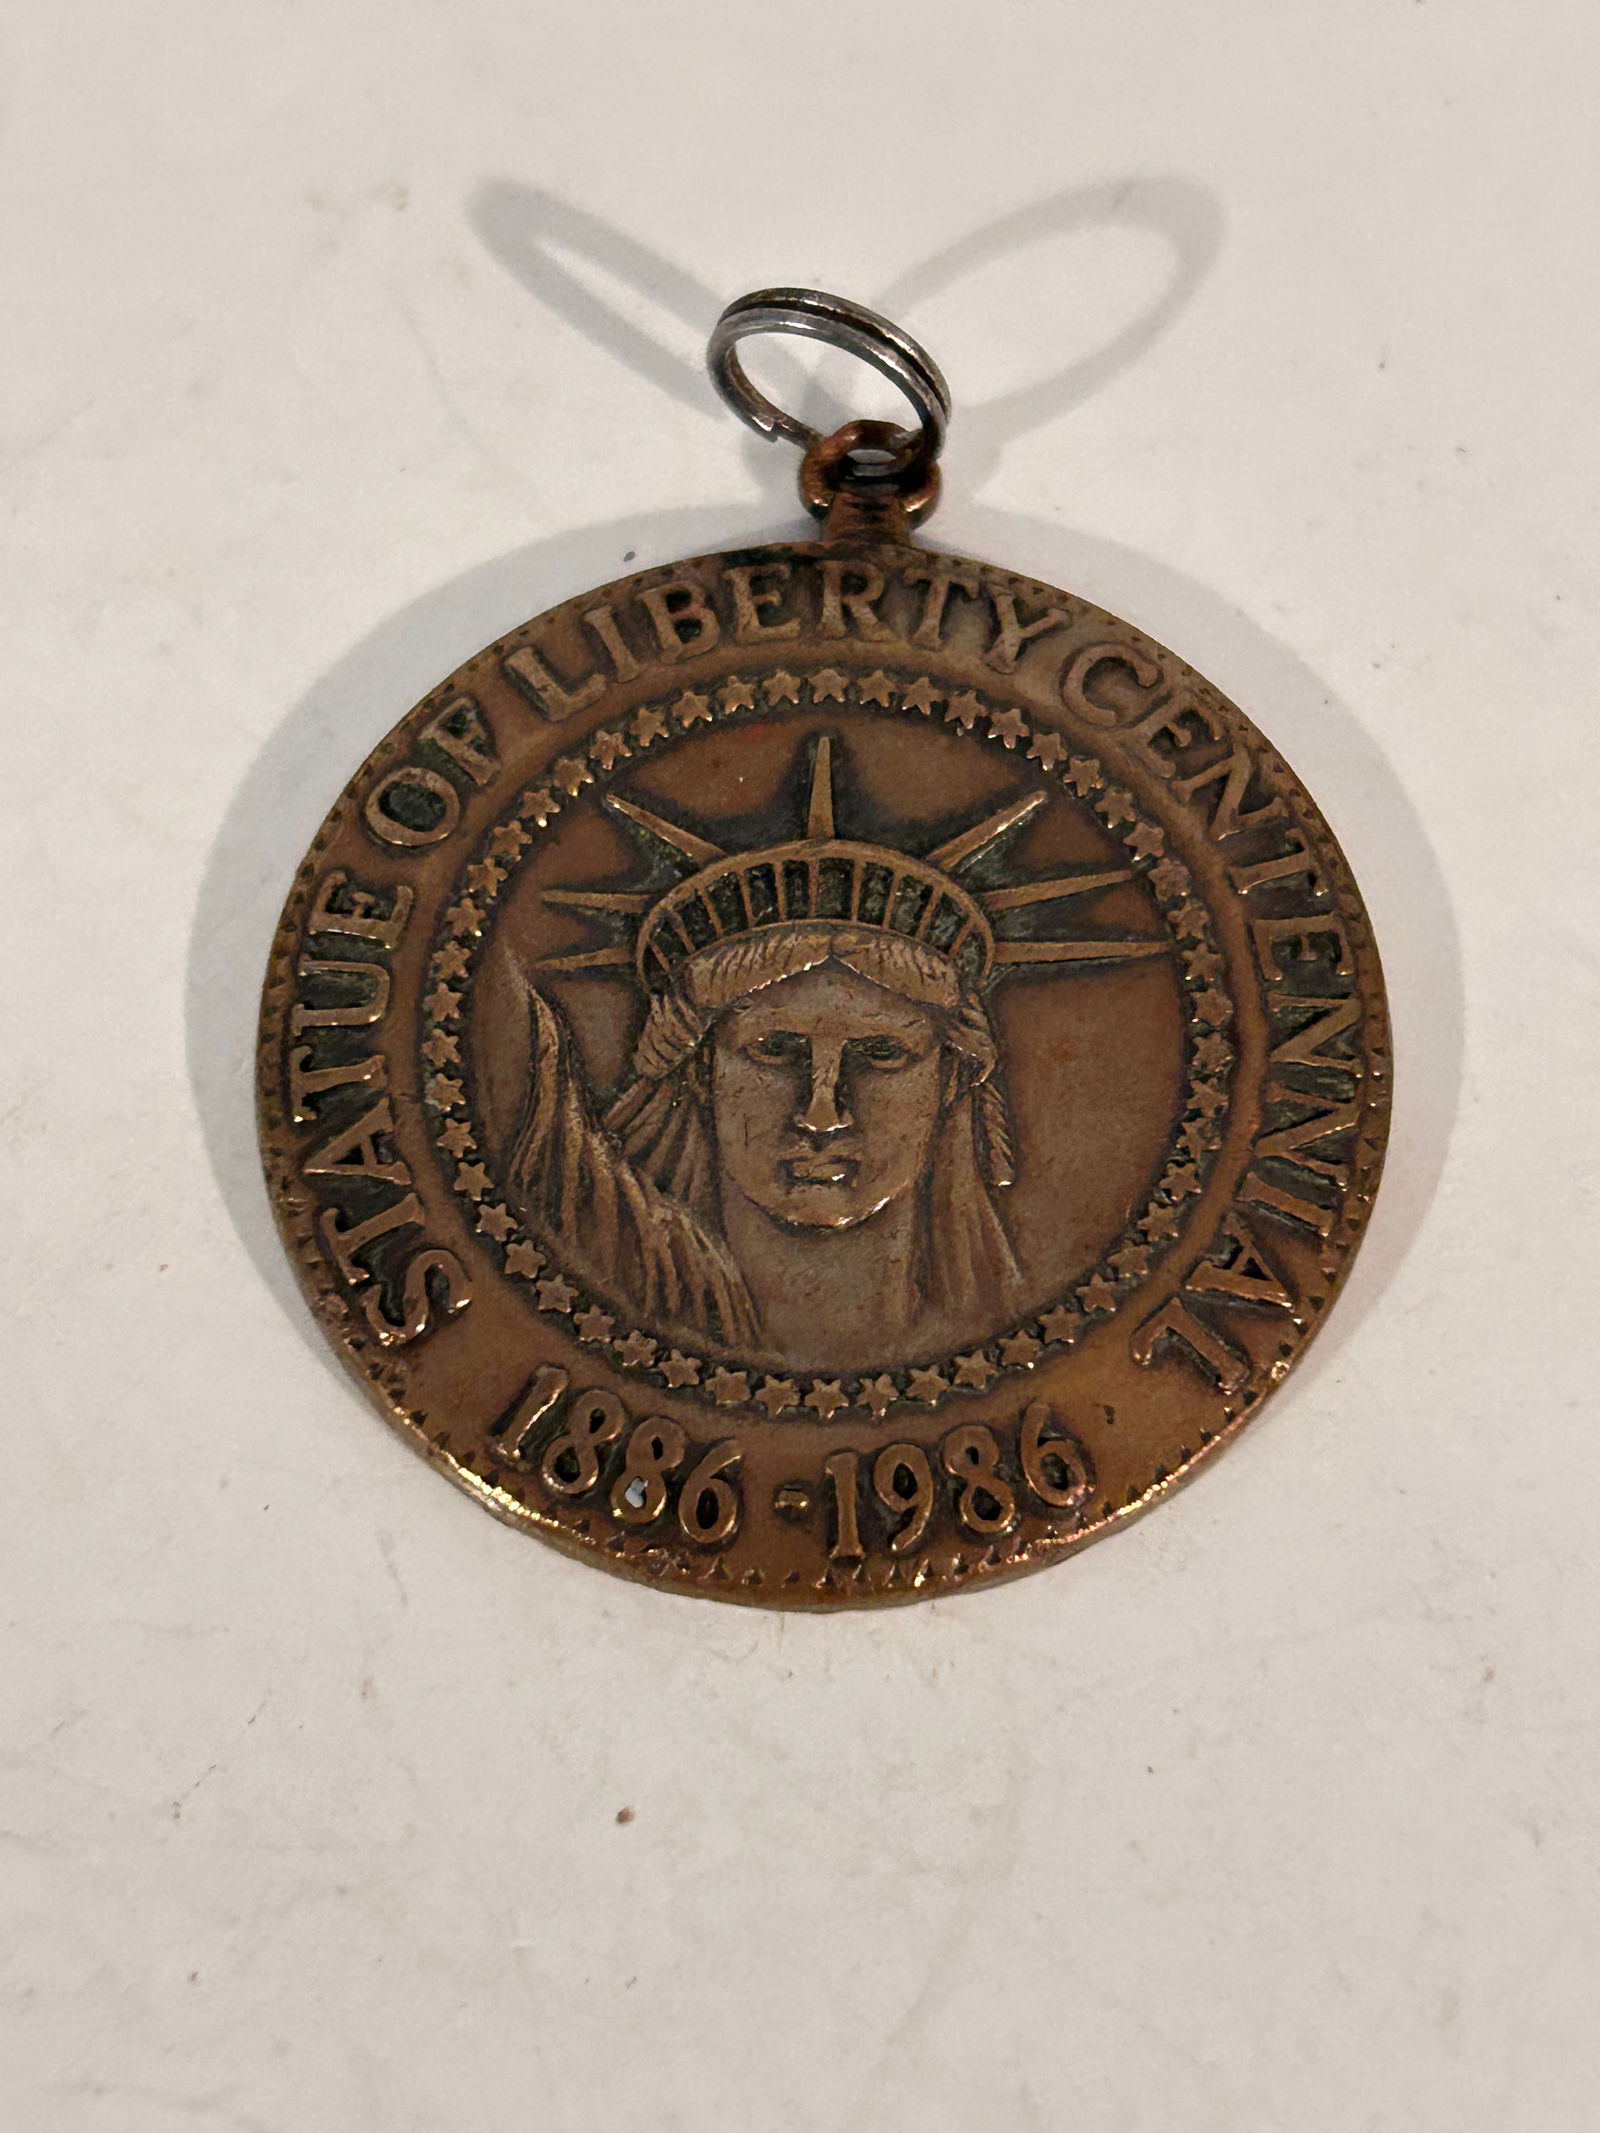 STATUE OF LIBERTY CENTENNIAL
1886-1986